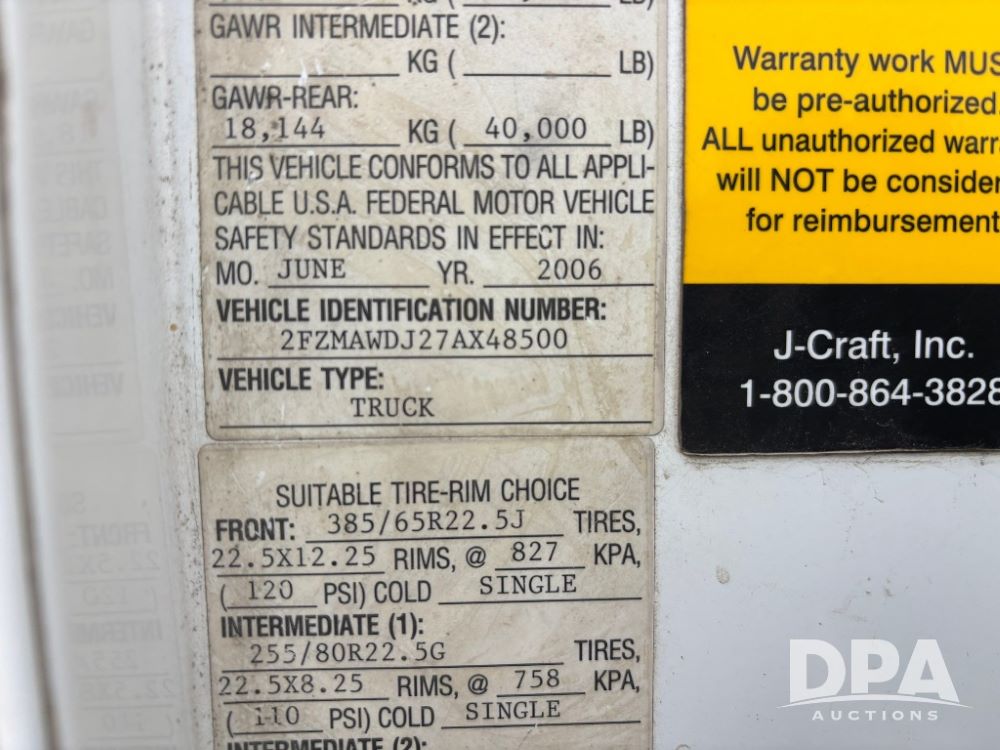 GAWR INTERMEDIATE (2):
KG ( LB)
GAWR-REAR:
18,144 KG ( 40,000 LB)
THIS VEHICLE CONFORMS TO ALL APPLI-
CABLE U.S.A. FEDERAL MOTOR VEHICLE
SAFETY STANDARDS IN EFFECT IN:
MO. JUNE YR. 2006
VEHICLE IDENTIFICATION NUMBER:
2FZMAWDJ27AX48500
VEHICLE TYPE:
TRUCK
SUITABLE TIRE-RIM CHOICE
FRONT: 385/65R22.5J TIRES,
22.5X12.25 RIMS, @ 827 KPA,
( 120 PSI) COLD SINGLE
INTERMEDIATE (1):
255/80R22.5G TIRES,
22.5X8.25 RIMS, @ 758 KPA,
( 110 PSI) COLD SINGLE
INTERMEDIATE (2):
Warranty work MUS
be pre-authorized.
ALL unauthorized warra
will NOT be consider
for reimbursement
J-Craft, Inc.
1-800-864-3828
DPA
AUCTIONS